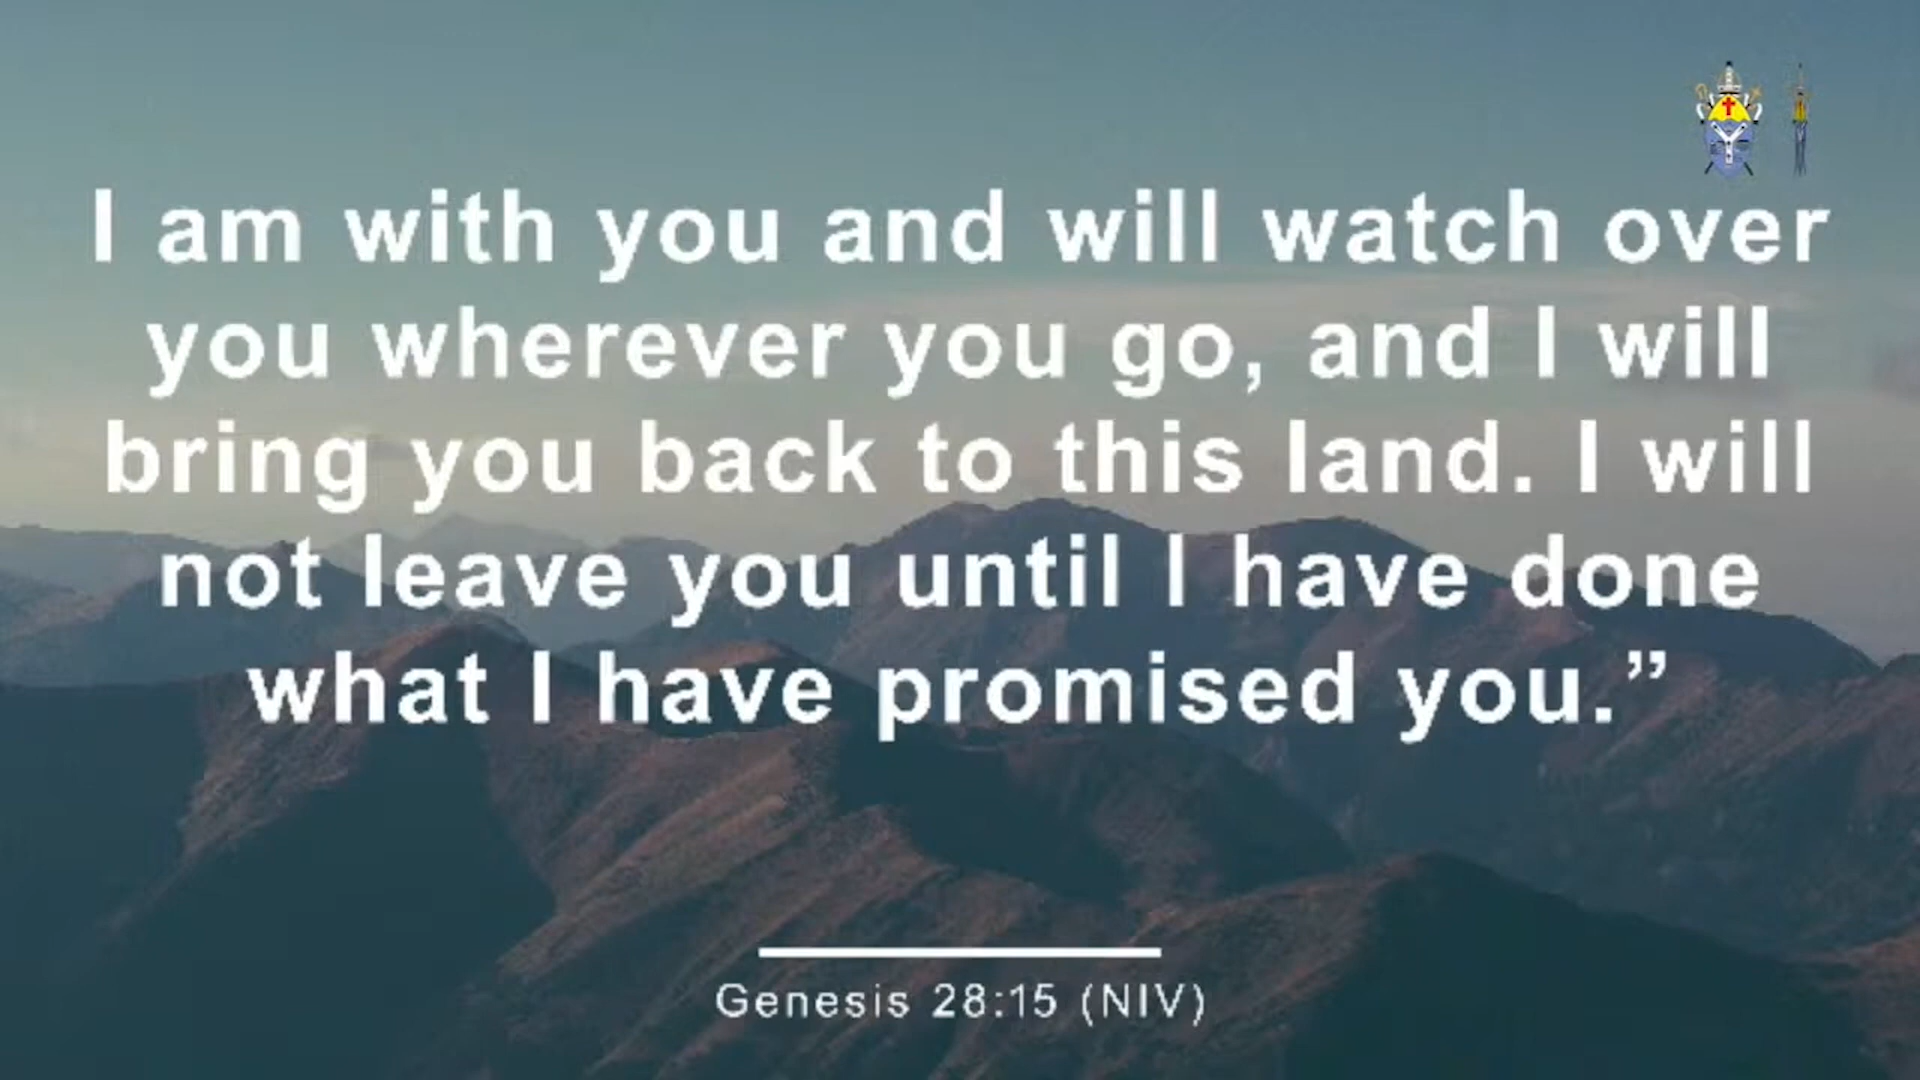 I am with you and will watch over
you wherever you go, and I will
bring you back to this land. I will
not leave you until I have done
what I have promised you.”
Genesis 28:15 (NIV)